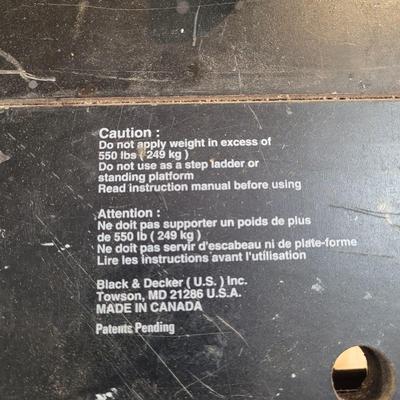 Caution :
Do not apply weight in excess of
550 lbs ( 249 kg )
Do not use as a step ladder or
standing platform
Read instruction manual before using
Attention :
Ne doit pas supporter un poids de plus
de 550 lb ( 249 kg )
Ne doit pas servir d'escabeau ni de plate-forme
Lire les instructions avant l'utilisation
Black & Decker ( U.S. ) Inc.
Towson, MD 21286 U.S.A.
MADE IN CANADA
Patents Pending